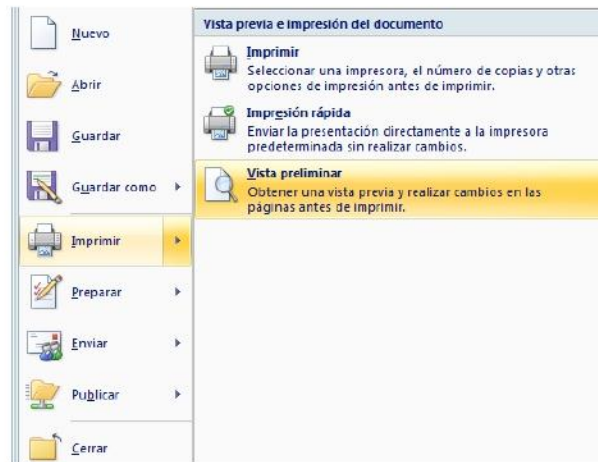 Nuevo
Abrir
Guardar
Guardar como
Imprimir
Preparar
Enviar
Publicar
Cerrar
Vista previa e impresión del documento
Imprimir
Seleccionar una impresora, el número de copias y otras
opciones de impresión antes de imprimir.
Impresión rápida
Enviar la presentación directamente a la impresora
predeterminada sin realizar cambios.
Vista preliminar
Obtener una vista previa y realizar cambios en las
páginas antes de imprimir.